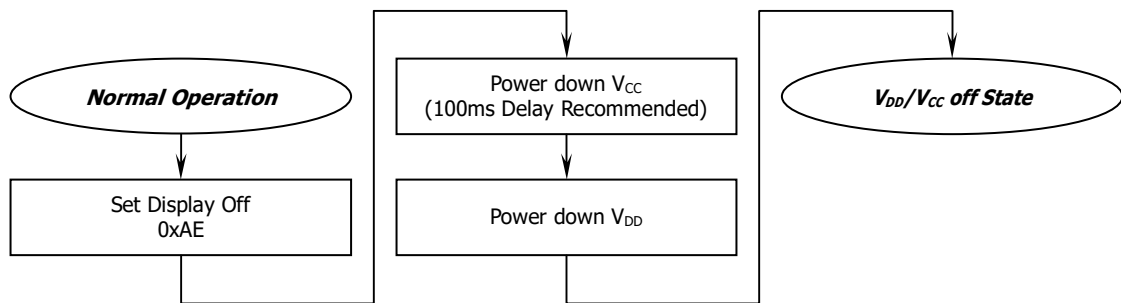 Normal Operation
Set Display Off
0xAE
Power down VCC
(100ms Delay Recommended)
Power down VDD
VDD/VCC off State